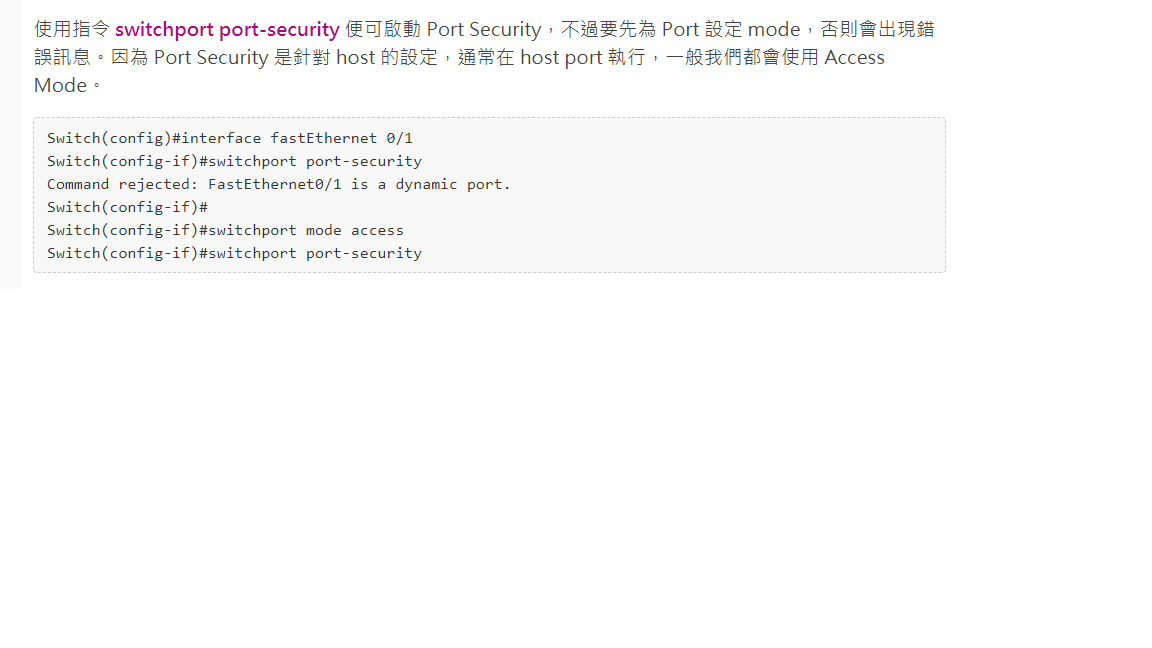 使用指令 switchport port-security 便可啟動 Port Security，不過要先為 Port 設定 mode，否則會出現錯
誤訊息。因為 Port Security 是針對 host 的設定，通常在 host port 執行，一般我們都會使用 Access
Mode。
Switch(config)#interface fastEthernet 0/1
Switch(config-if)#switchport port-security
Command rejected: FastEthernet0/1 is a dynamic port.
Switch(config-if)#
Switch(config-if)#switchport mode access
Switch(config-if)#switchport port-security